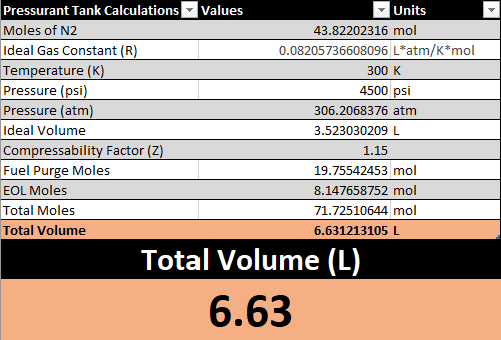 Pressurant Tank Calculations Values Units
Moles of N2 43.82202316 mol
Ideal Gas Constant (R) 0.08205736608096 L*atm/K*mol
Temperature (K) 300 K
Pressure (psi) 4500 psi
Pressure (atm) 306.2068376 atm
Ideal Volume 3.523030209 L
Compressability Factor (Z) 1.15
Fuel Purge Moles 19.75542453 mol
EOL Moles 8.147658752 mol
Total Moles 71.72510644 mol
Total Volume 6.631213105 L
Total Volume (L)
6.63